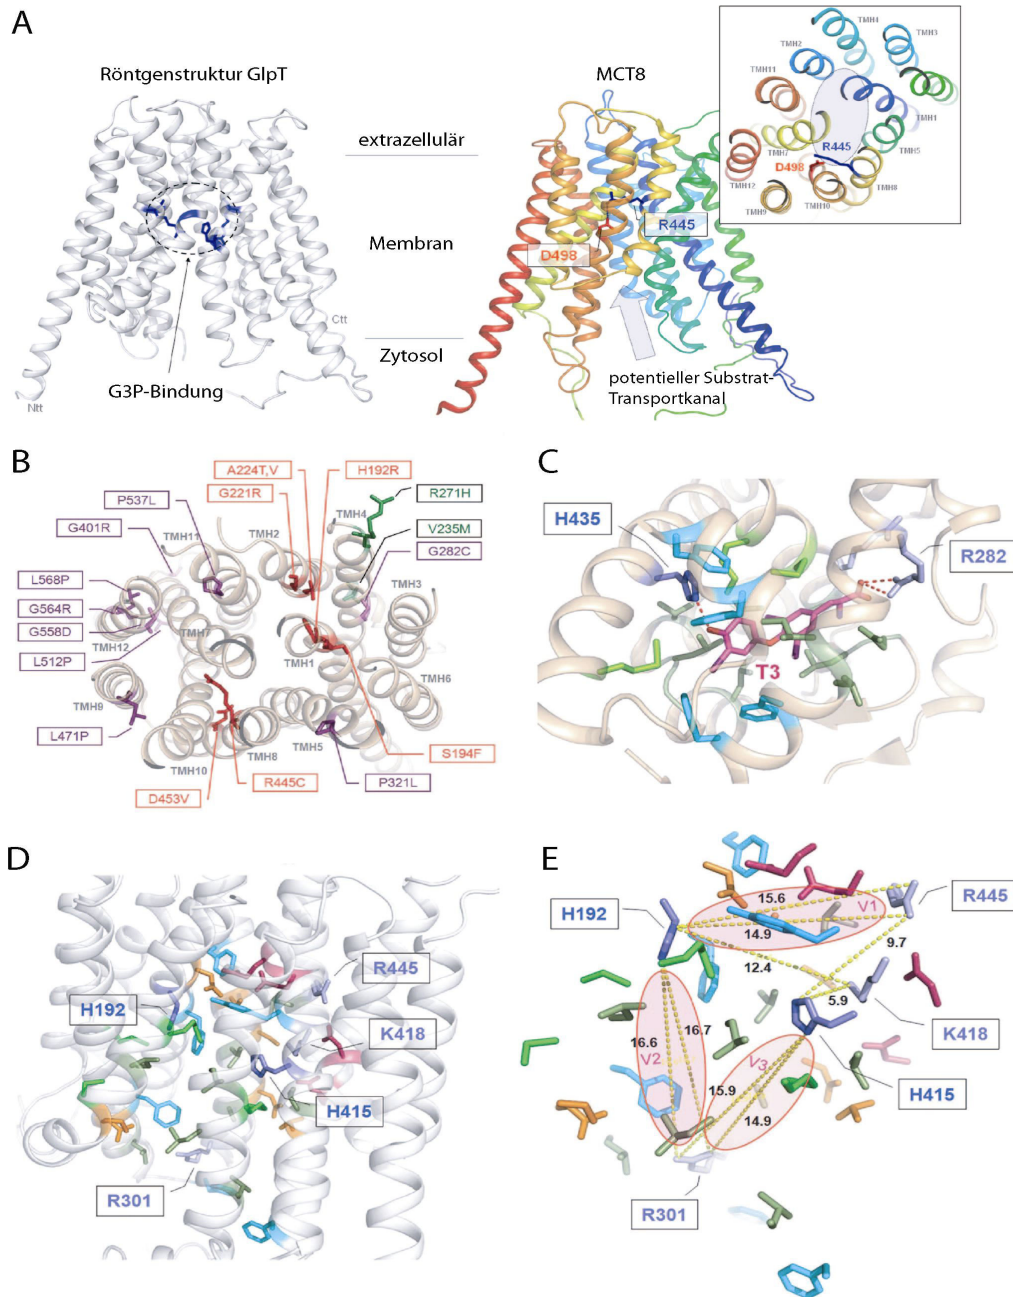 A
Röntgenstruktur GlpT
MCT8
extrazellulär
Membran
Zytosol
G3P-Bindung
Ntt
Ctt
D498
R445
potentieller Substrat-
Transportkanal
TMH4
TMH3
TMH2
TMH11
TMH1
TMH5
R445
TMH7
D498
TMH8
TMH12
TMH10
TMH9
B
A224T,V
H192R
P537L
G221R
R271H
TMH4
G401R
TMH11
TMH2
V235M
G282C
L568P
TMH3
G564R
G558D
TMH7
TMH12
TMH1
L512P
TMH6
TMH9
L471P
TMH5
S194F
TMH8
TMH10
R445C
P321L
D453V
C
H435
R282
T3
D
R445
H192
K418
H415
R301
E
H192
R445
15.6
V1
14.9
9.7
12.4
5.9
K418
16.7
16.6
V2
V3
15.9
14.9
H415
R301